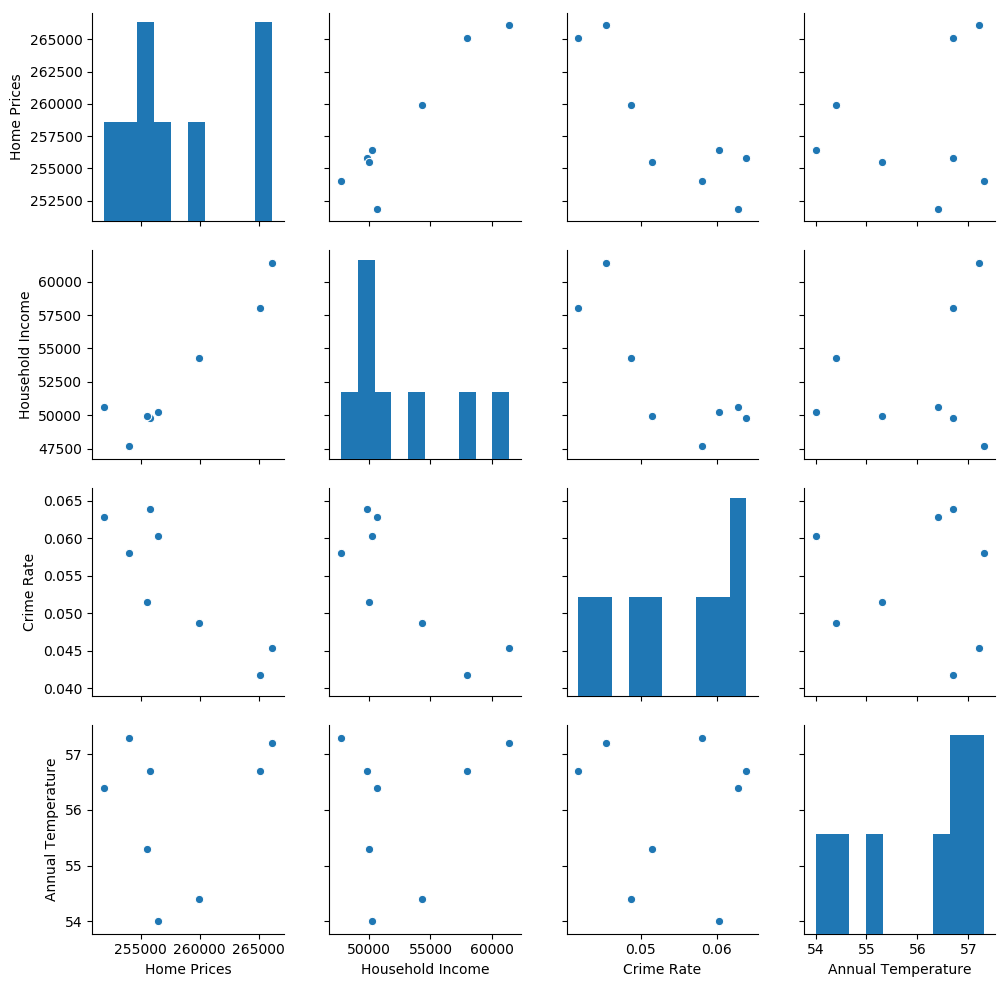 265000
262500
260000
257500
255000
252500
Home Prices
60000
57500
55000
52500
50000
47500
Household Income
0.065
0.060
0.055
0.050
0.045
0.040
Crime Rate
57
56
55
54
Annual Temperature
255000 260000 265000
Home Prices
50000 55000 60000
Household Income
0.05 0.06
Crime Rate
54 55 56 57
Annual Temperature